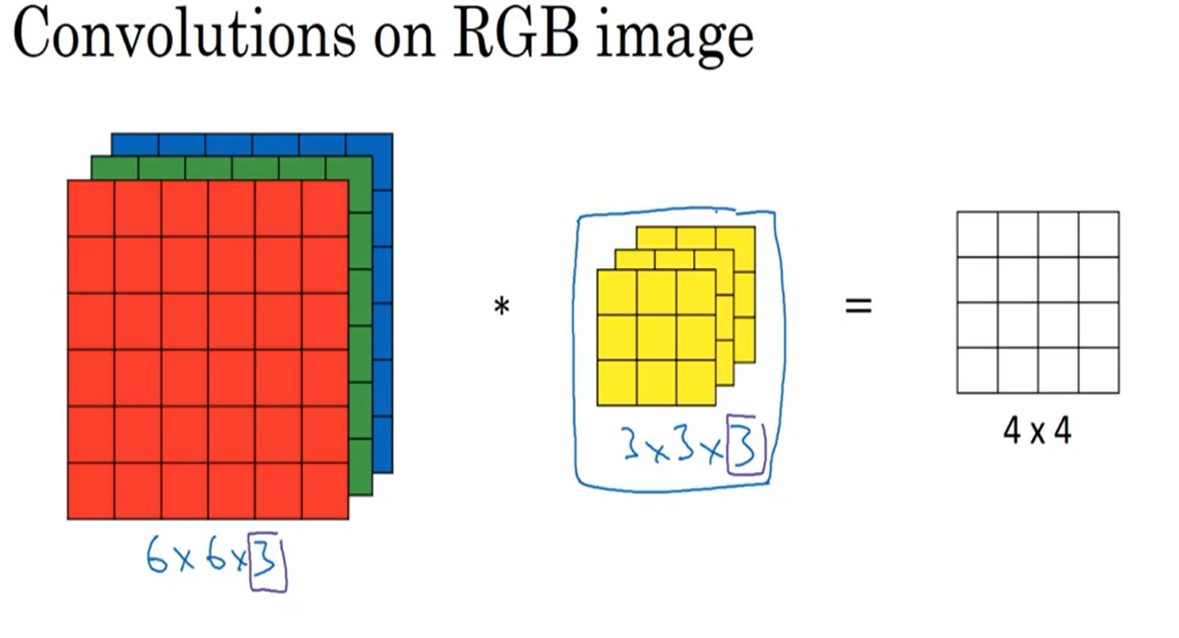 Convolutions on RGB image
*
=
3x3x3
4 x 4
6x6x3